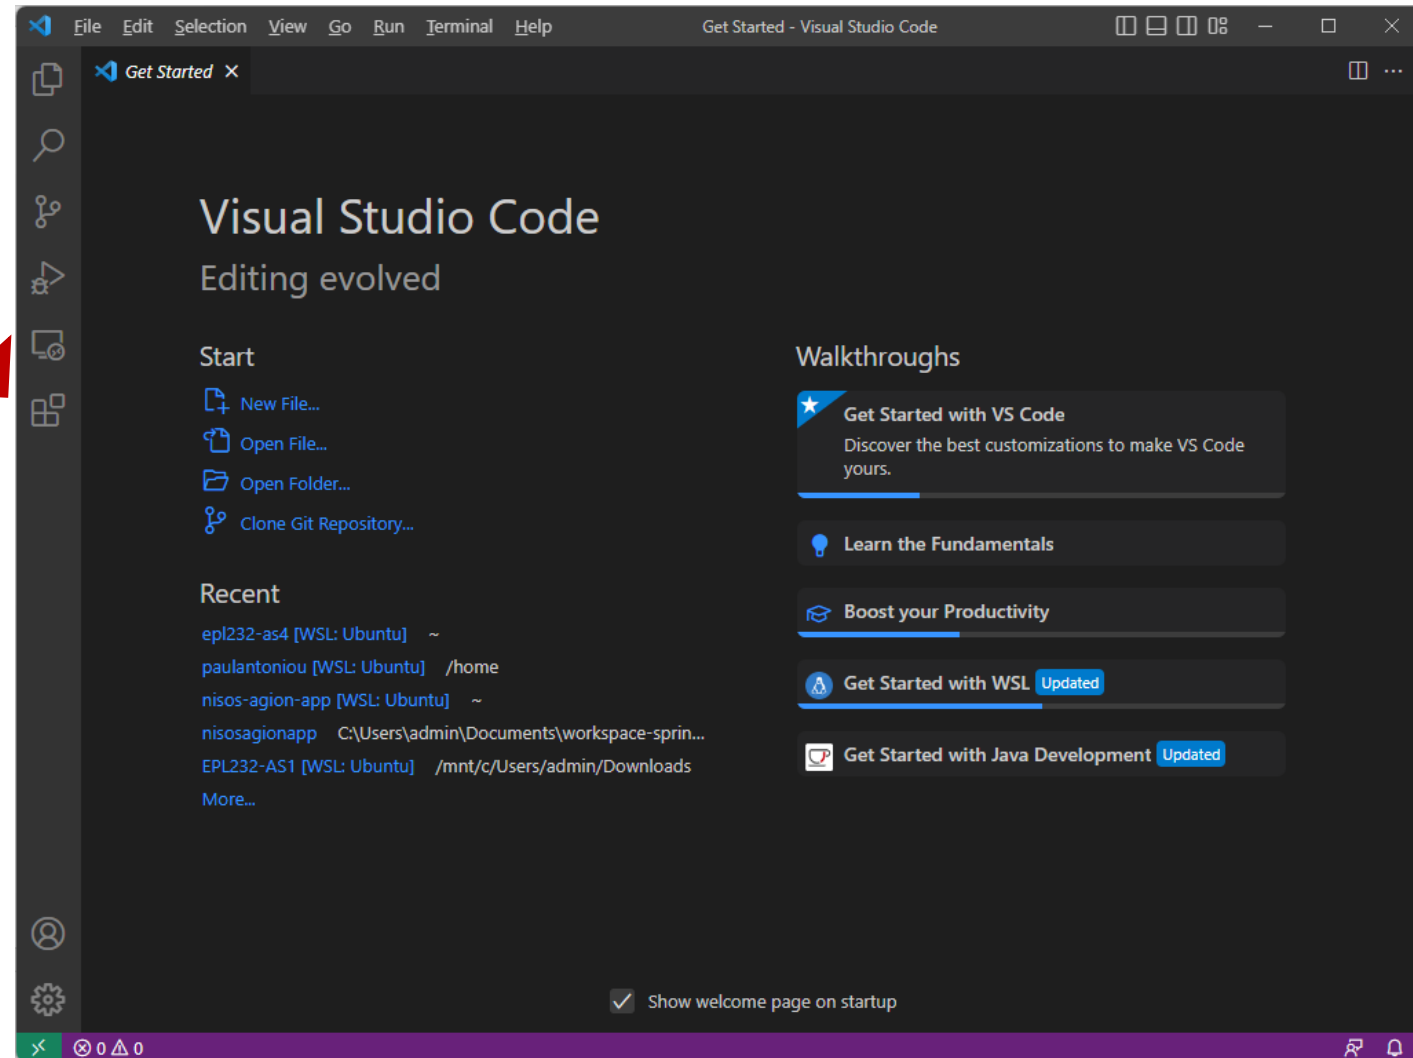 File Edit Selection View Go Run Terminal Help Get Started - Visual Studio Code
Get Started
Visual Studio Code
Editing evolved
Start
New File...
Open File...
Open Folder...
Clone Git Repository...
Recent
epl232-as4 [WSL: Ubuntu] ~
paulantoniou [WSL: Ubuntu] /home
nisos-agion-app [WSL: Ubuntu] ~
nisosagionapp C:\Users\admin\Documents\workspace-sprin...
EPL232-AS1 [WSL: Ubuntu] /mnt/c/Users/admin/Downloads
More...
Walkthroughs
Get Started with VS Code
Discover the best customizations to make VS Code
yours.
Learn the Fundamentals
Boost your Productivity
Get Started with WSL Updated
Get Started with Java Development Updated
Show welcome page on startup
0 0